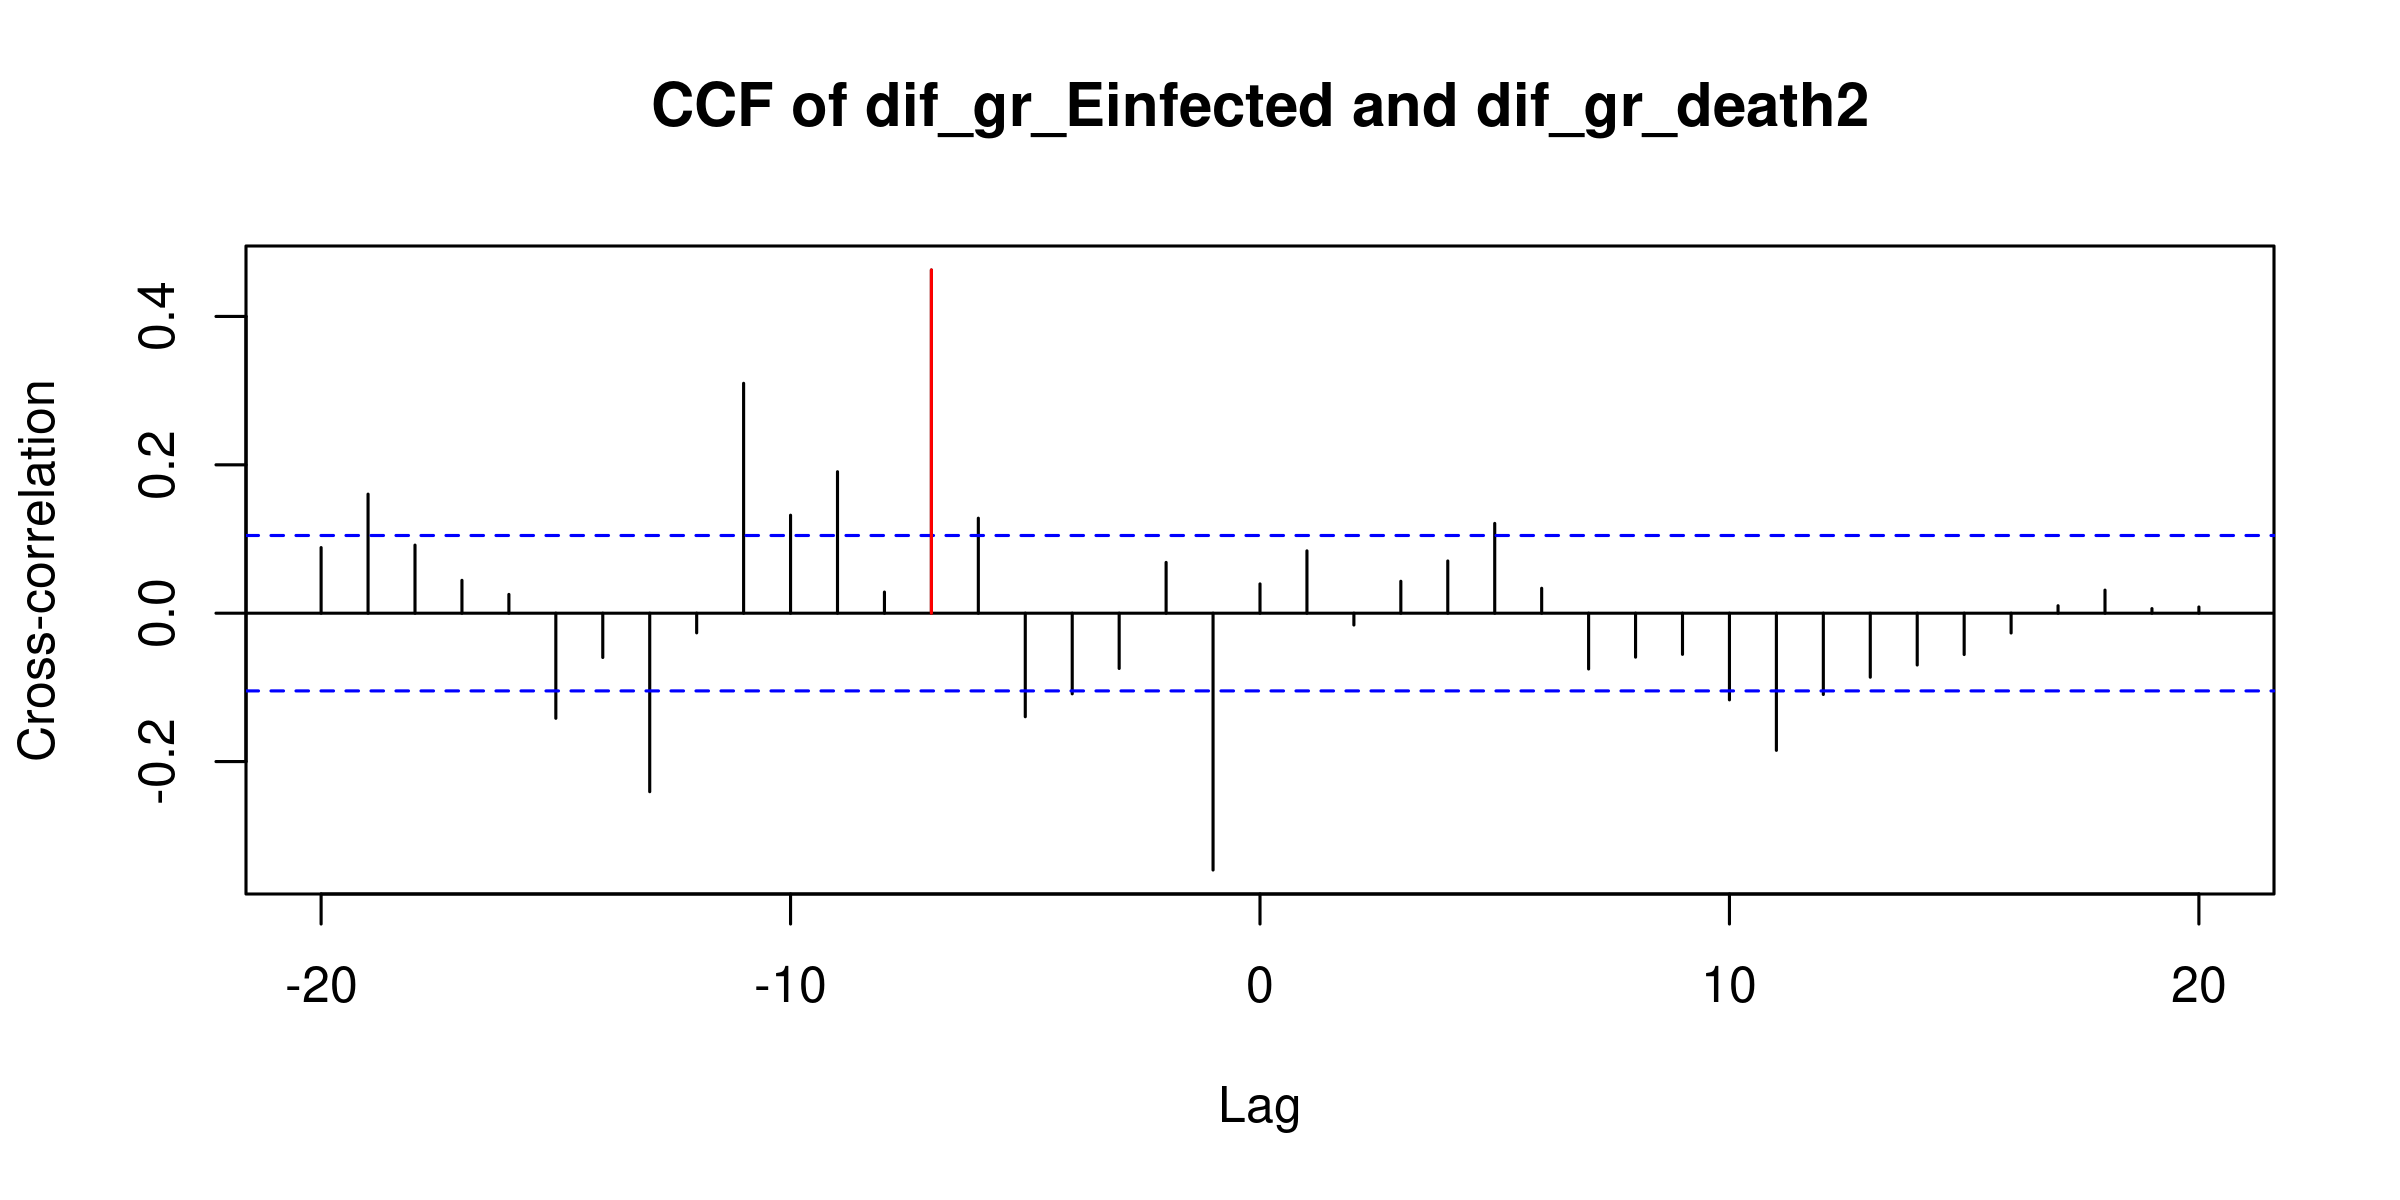 CCF of dif_gr_Einfected and dif_gr_death2
Cross-correlation
0.4
0.2
0.0
-0.2
-20 -10 0 10 20
Lag